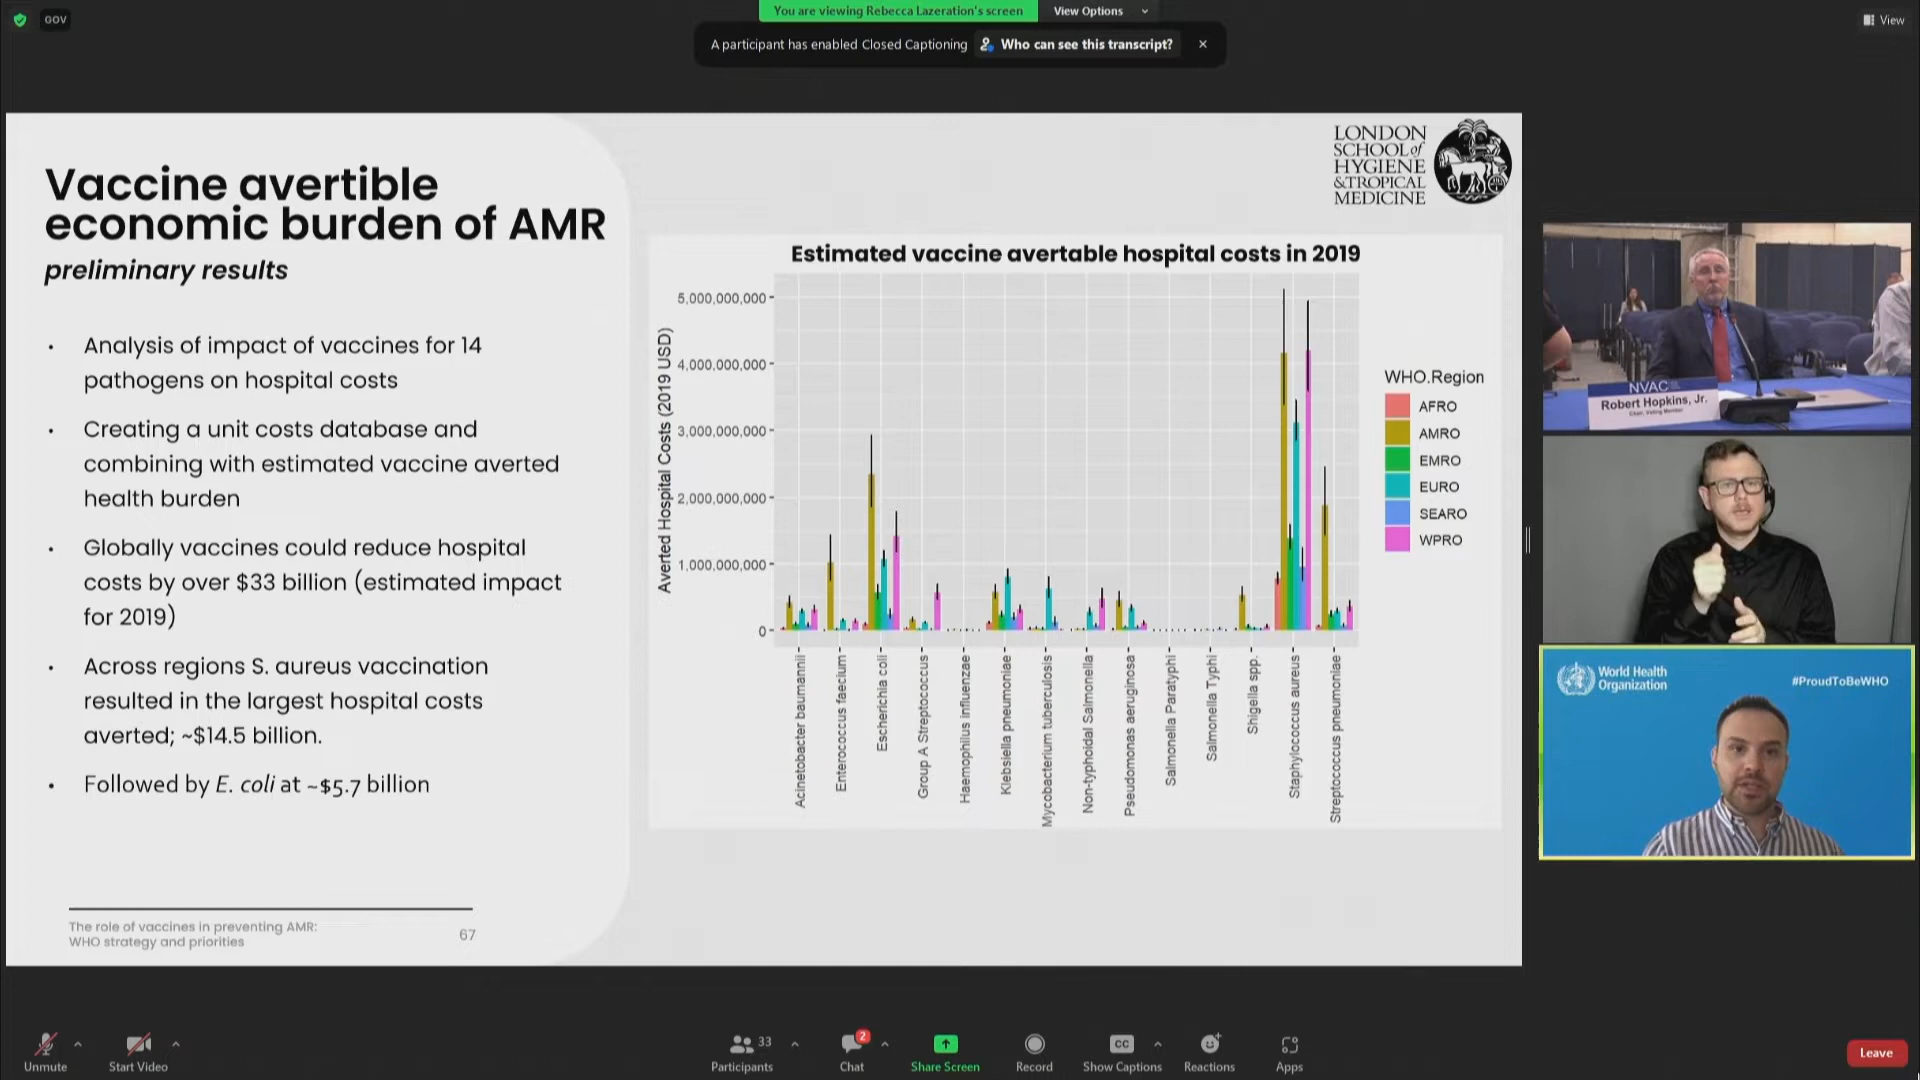 GOV
You are viewing Rebecca Lazeration's screen
View Options
View
A participant has enabled Closed Captioning
Who can see this transcript?
Vaccine avertible
economic burden of AMR
preliminary results
• Analysis of impact of vaccines for 14
pathogens on hospital costs
• Creating a unit costs database and
combining with estimated vaccine averted
health burden
• Globally vaccines could reduce hospital
costs by over $33 billion (estimated impact
for 2019)
• Across regions S. aureus vaccination
resulted in the largest hospital costs
averted; ~$14.5 billion.
• Followed by E. coli at ~$5.7 billion
The role of vaccines in preventing AMR:
WHO strategy and priorities
67
LONDON
SCHOOL of
HYGIENE
& TROPICAL
MEDICINE
Estimated vaccine avertable hospital costs in 2019
Averted Hospital Costs (2019 USD)
5,000,000,000
4,000,000,000
3,000,000,000
2,000,000,000
1,000,000,000
0
Acinetobacter baumannii
Enterococcus faecium
Escherichia coli
Group A Streptococcus
Haemophilus influenzae
Klebsiella pneumoniae
Mycobacterium tuberculosis
Non-typhoidal Salmonella
Pseudomonas aeruginosa
Salmonella Paratyphi
Salmonella Typhi
Shigella spp.
Staphylococcus aureus
Streptococcus pneumoniae
WHO.Region
AFRO
AMRO
EMRO
EURO
SEARO
WPRO
NVAC
Robert Hopkins, Jr.
Chair, Voting Member
World Health
Organization
#ProudToBeWHO
Unmute
Start Video
33
Participants
2
Chat
Share Screen
Record
CC
Show Captions
Reactions
Apps
Leave